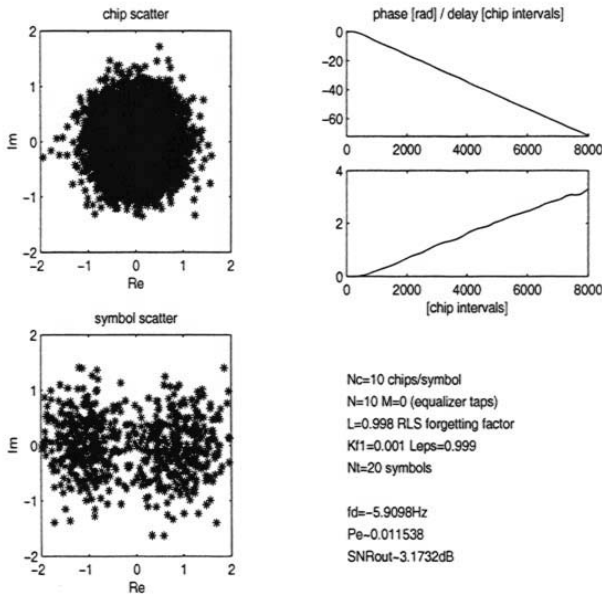 chip scatter
2
1
0
−1
−2
Im
−2 −1 0 1 2
Re
phase [rad] / delay [chip intervals]
0
−20
−40
−60
0 2000 4000 6000 8000
4
2
0
0 2000 4000 6000 8000
[chip intervals]
symbol scatter
2
1
0
−1
−2
Im
−2 −1 0 1 2
Re
Nc=10 chips/symbol
N=10 M=0 (equalizer taps)
L=0.998 RLS forgetting factor
Kf1=0.001 Leps=0.999
Nt=20 symbols
fd=−5.9098Hz
Pe~0.011538
SNRout~3.1732dB